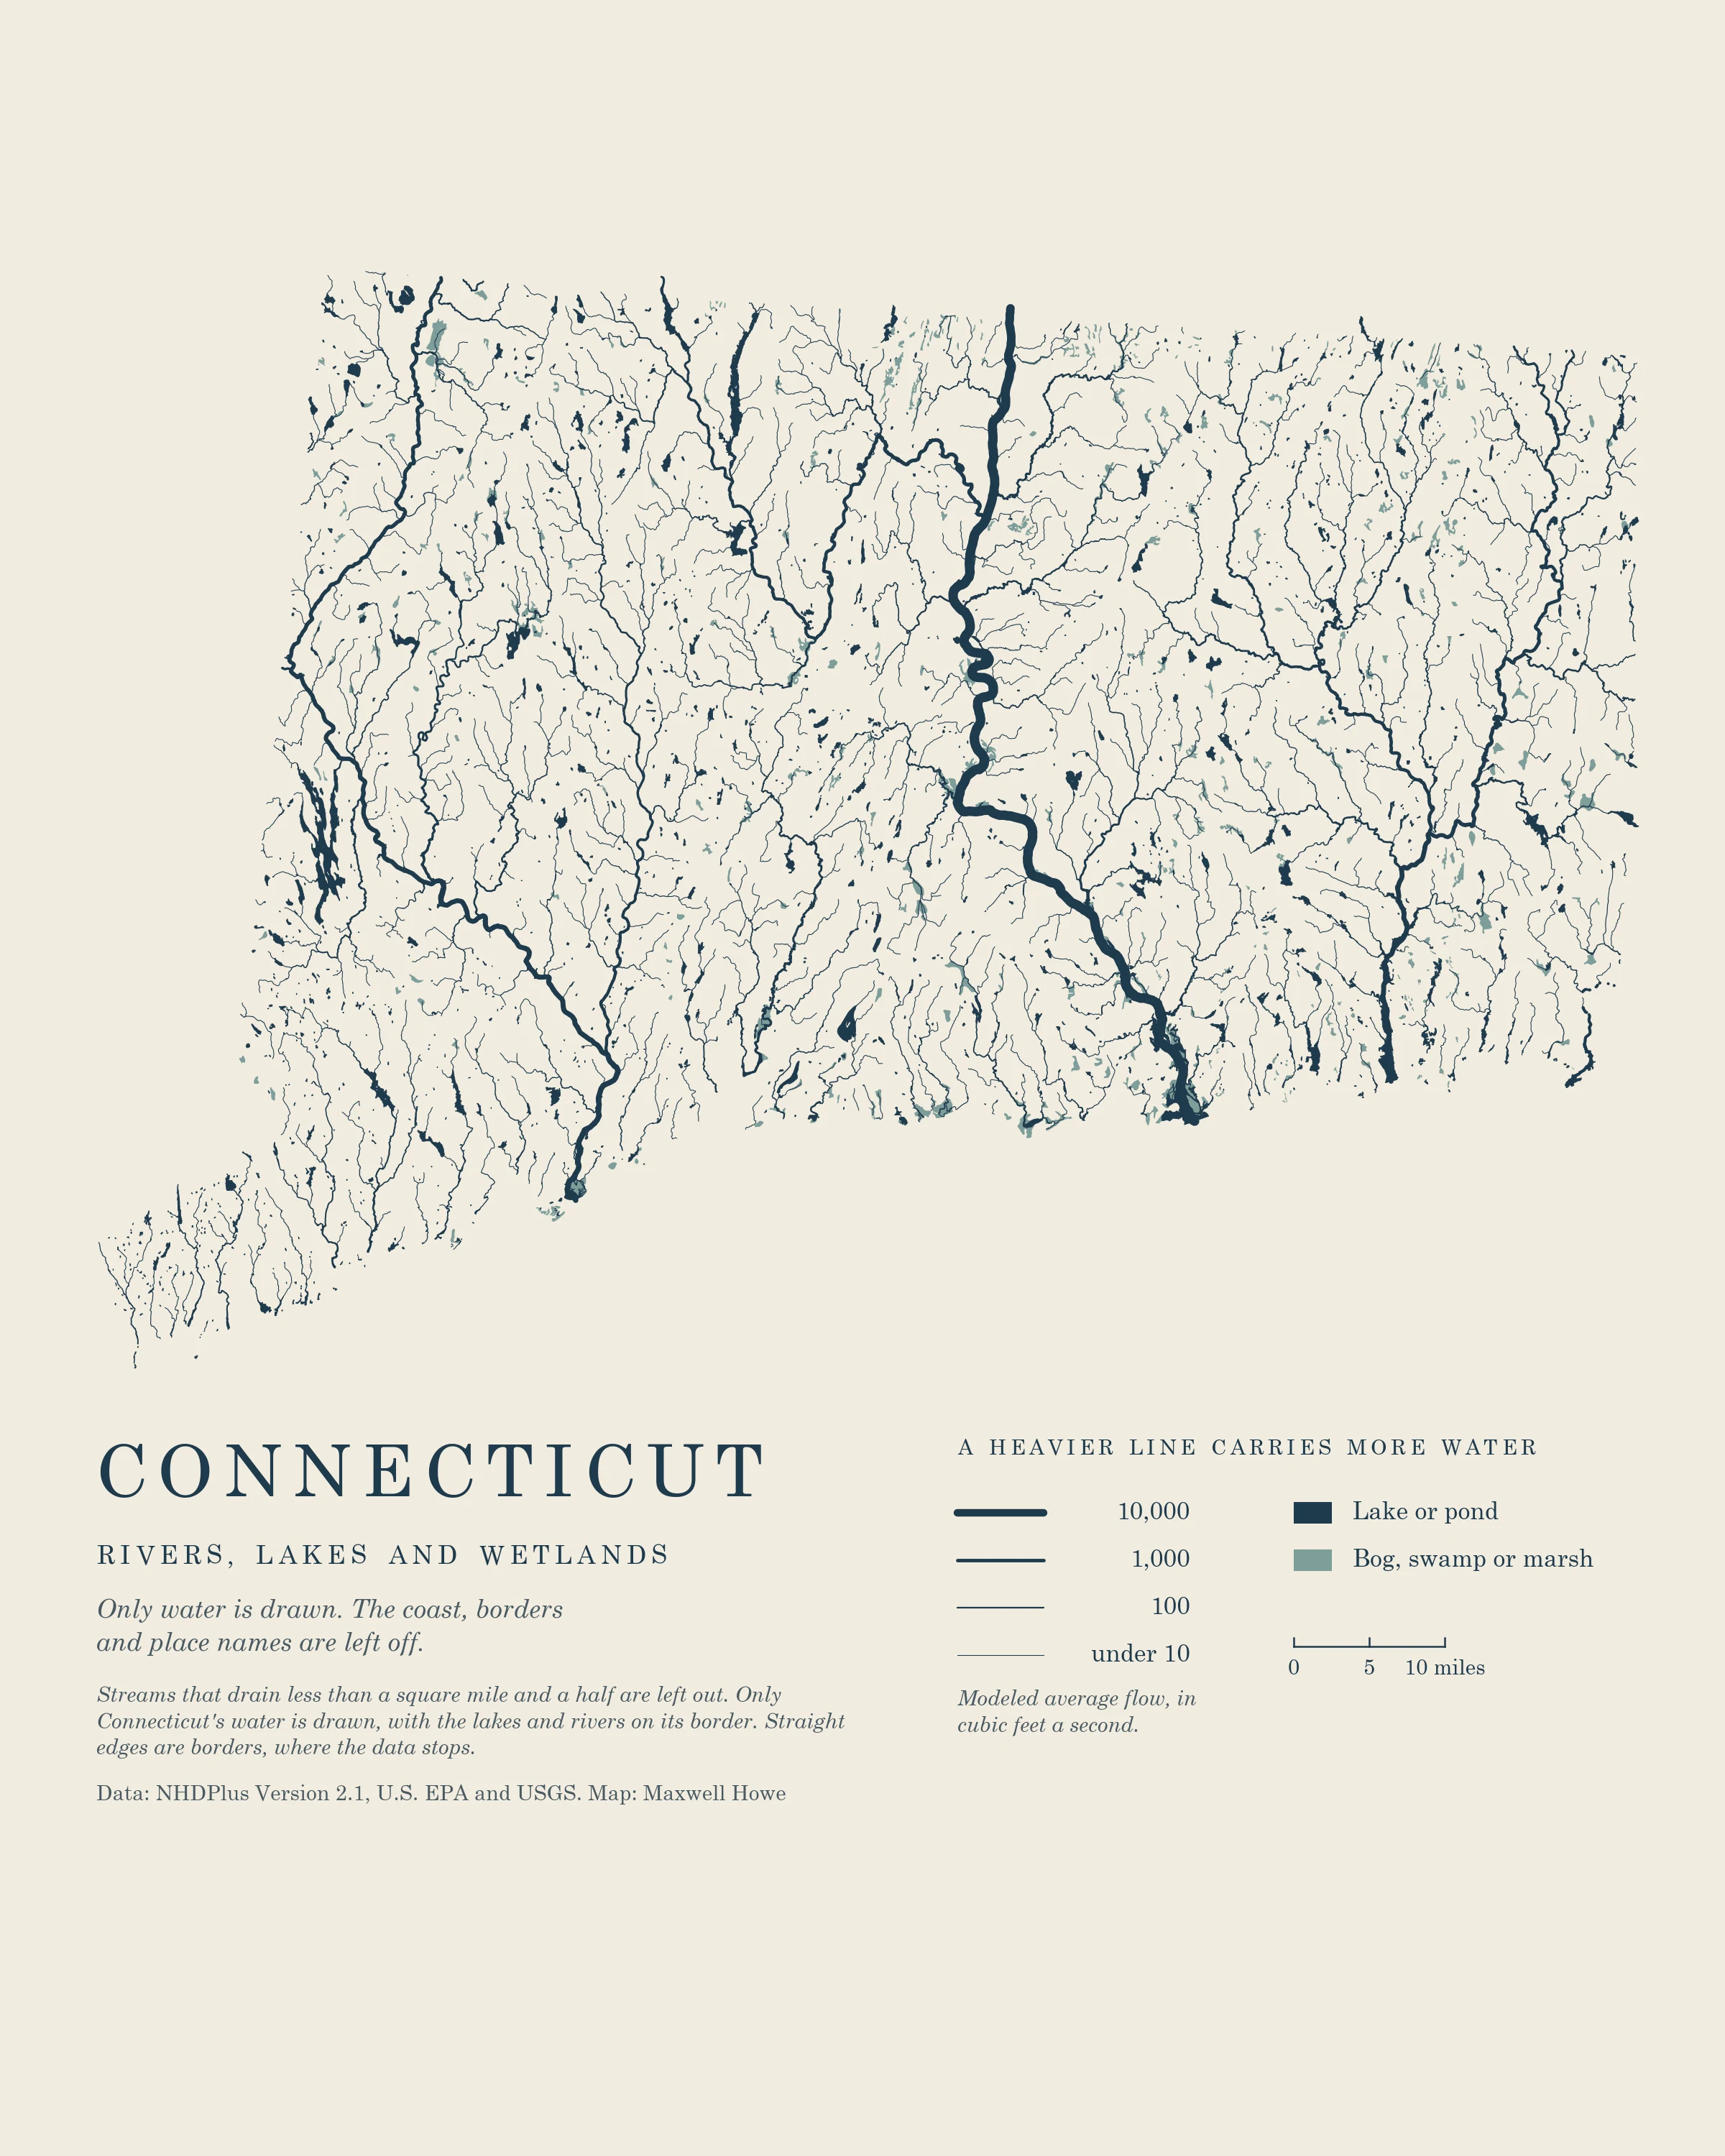 CONNECTICUT
RIVERS, LAKES AND WETLANDS
Only water is drawn. The coast, borders
and place names are left off.
Streams that drain less than a square mile and a half are left out. Only
Connecticut's water is drawn, with the lakes and rivers on its border. Straight
edges are borders, where the data stops.
Data: NHDPlus Version 2.1, U.S. EPA and USGS. Map: Maxwell Howe
A HEAVIER LINE CARRIES MORE WATER
10,000
1,000
100
under 10
Modeled average flow, in
cubic feet a second.
Lake or pond
Bog, swamp or marsh
0 5 10 miles